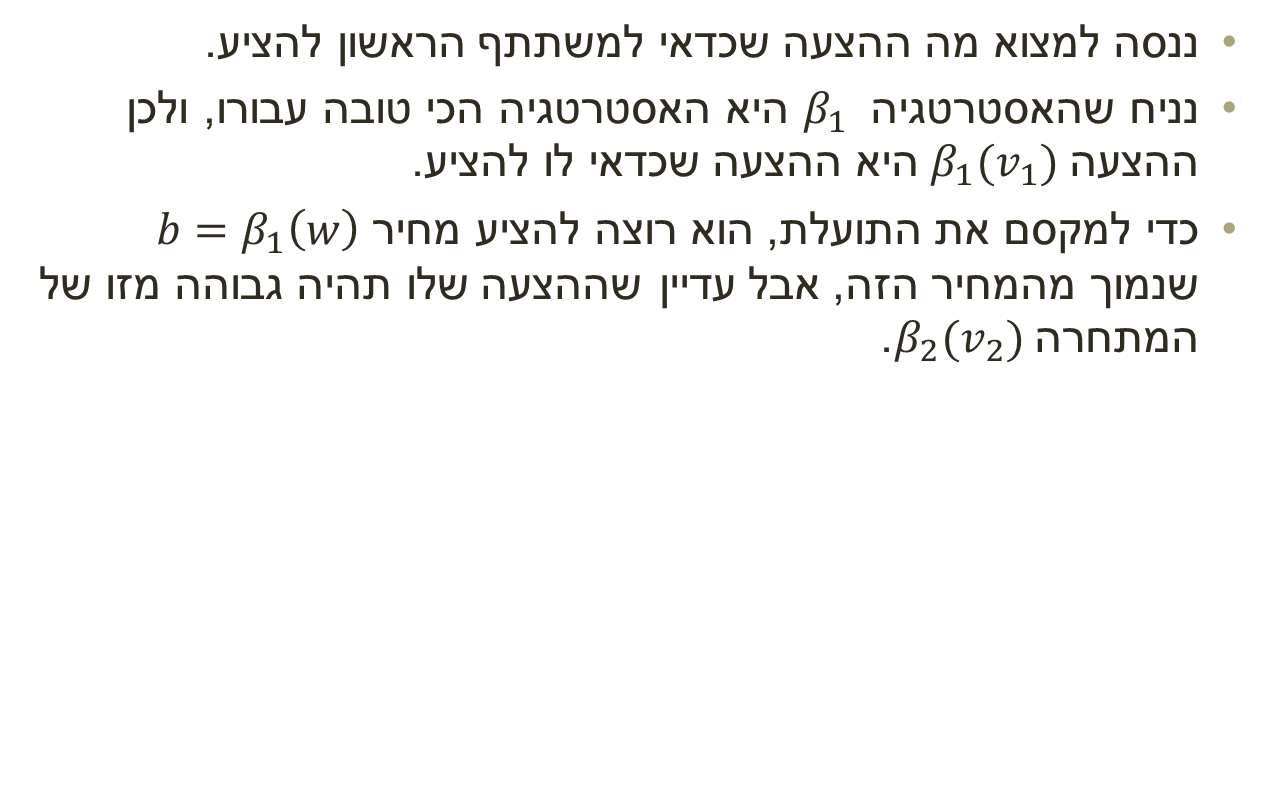 • ננסה למצוא מה ההצעה שכדאי למשתתף הראשון להציע.
• נניח שהאסטרטגיה β₁ היא האסטרטגיה הכי טובה עבורו, ולכן
ההצעה β₁(v₁) היא ההצעה שכדאי לו להציע.
• כדי למקסם את התועלת, הוא רוצה להציע מחיר b = β₁(w)
שנמוך מהמחיר הזה, אבל עדיין שההצעה שלו תהיה גבוהה מזו של
המתחרה β₂(v₂).